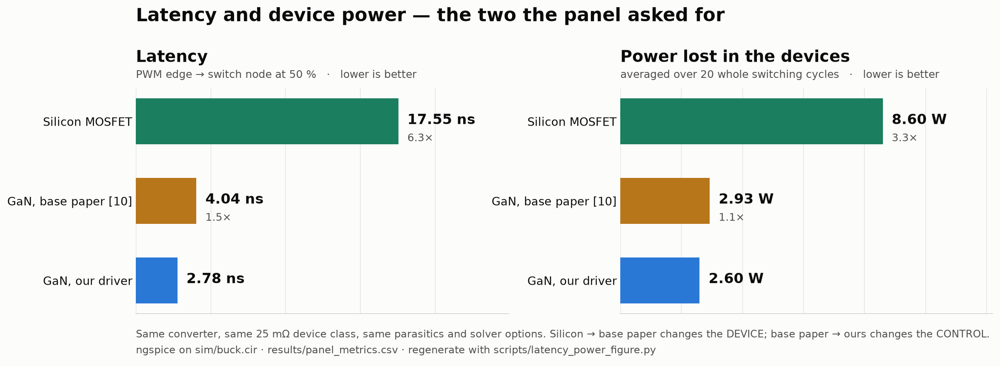 Latency and device power — the two the panel asked for
Latency
PWM edge → switch node at 50 %   ·   lower is better
Silicon MOSFET
17.55 ns
6.3×
GaN, base paper [10]
4.04 ns
1.5×
GaN, our driver
2.78 ns
Power lost in the devices
averaged over 20 whole switching cycles   ·   lower is better
Silicon MOSFET
8.60 W
3.3×
GaN, base paper [10]
2.93 W
1.1×
GaN, our driver
2.60 W
Same converter, same 25 mΩ device class, same parasitics and solver options. Silicon → base paper changes the DEVICE; base paper → ours changes the CONTROL.
ngspice on sim/buck.cir · results/panel_metrics.csv · regenerate with scripts/latency_power_figure.py